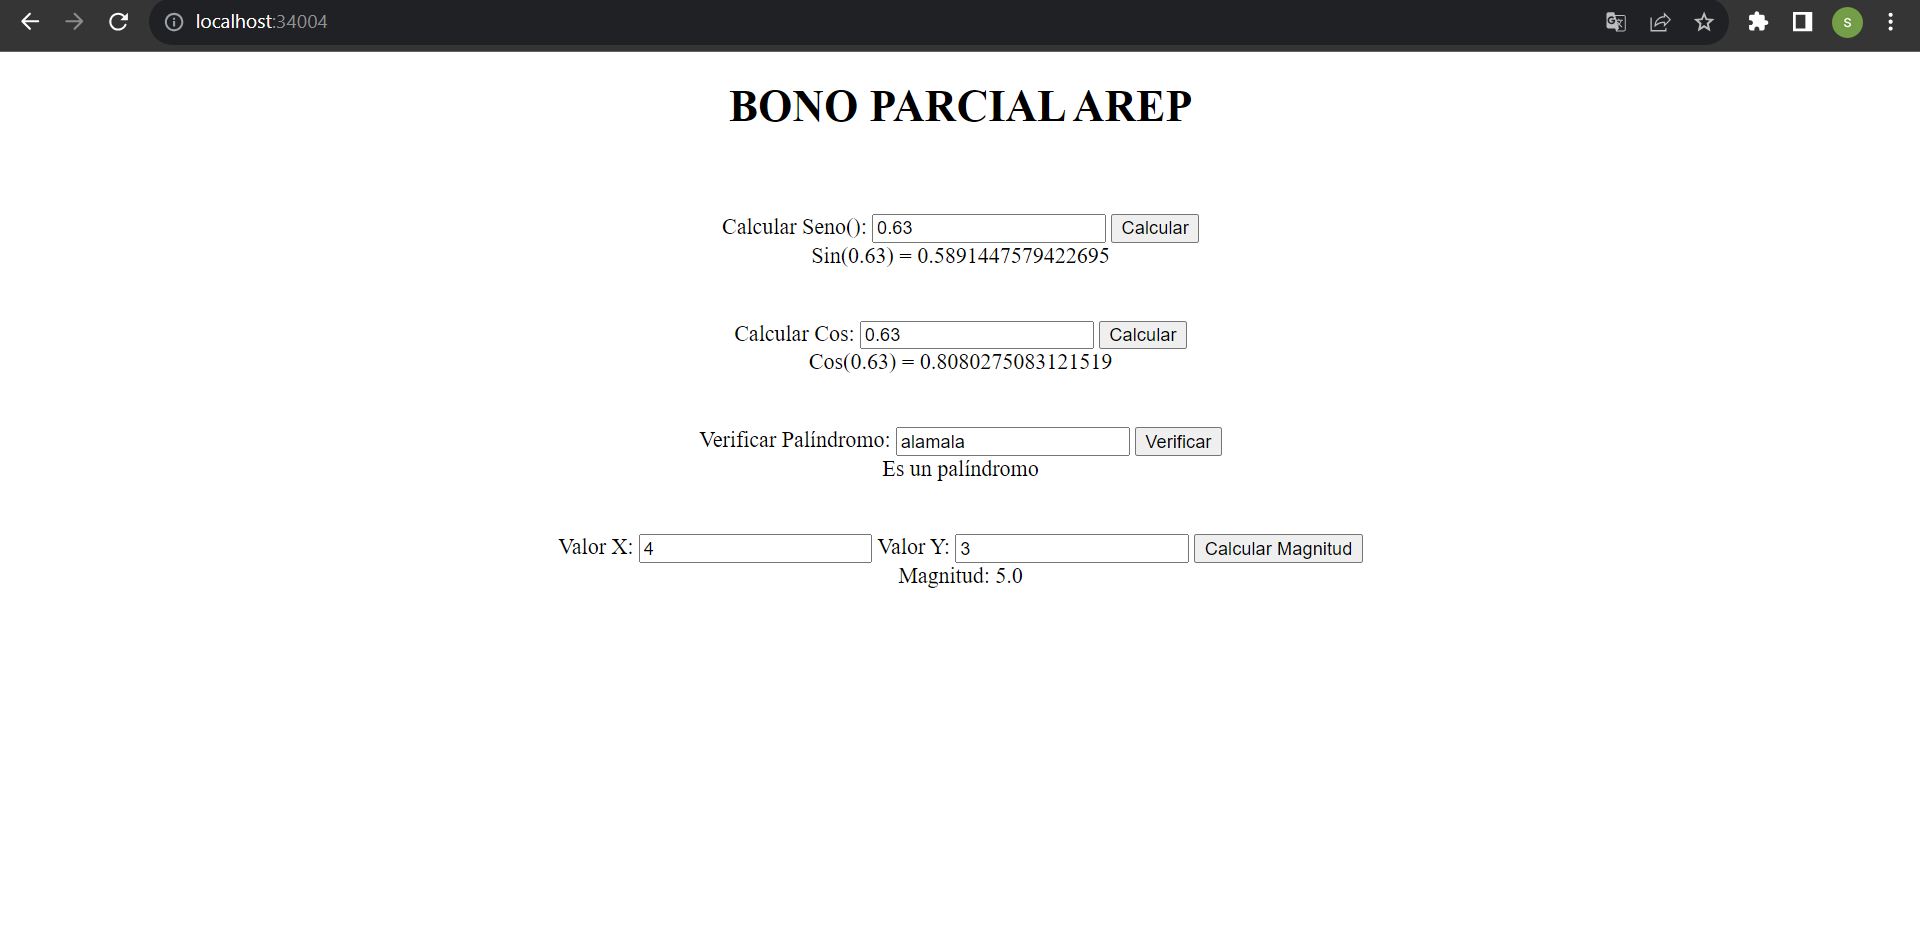 localhost:34004
s
BONO PARCIAL AREP
Calcular Seno(): 0.63 Calcular
Sin(0.63) = 0.5891447579422695
Calcular Cos: 0.63 Calcular
Cos(0.63) = 0.8080275083121519
Verificar Palíndromo: alamala Verificar
Es un palíndromo
Valor X: 4 Valor Y: 3 Calcular Magnitud
Magnitud: 5.0